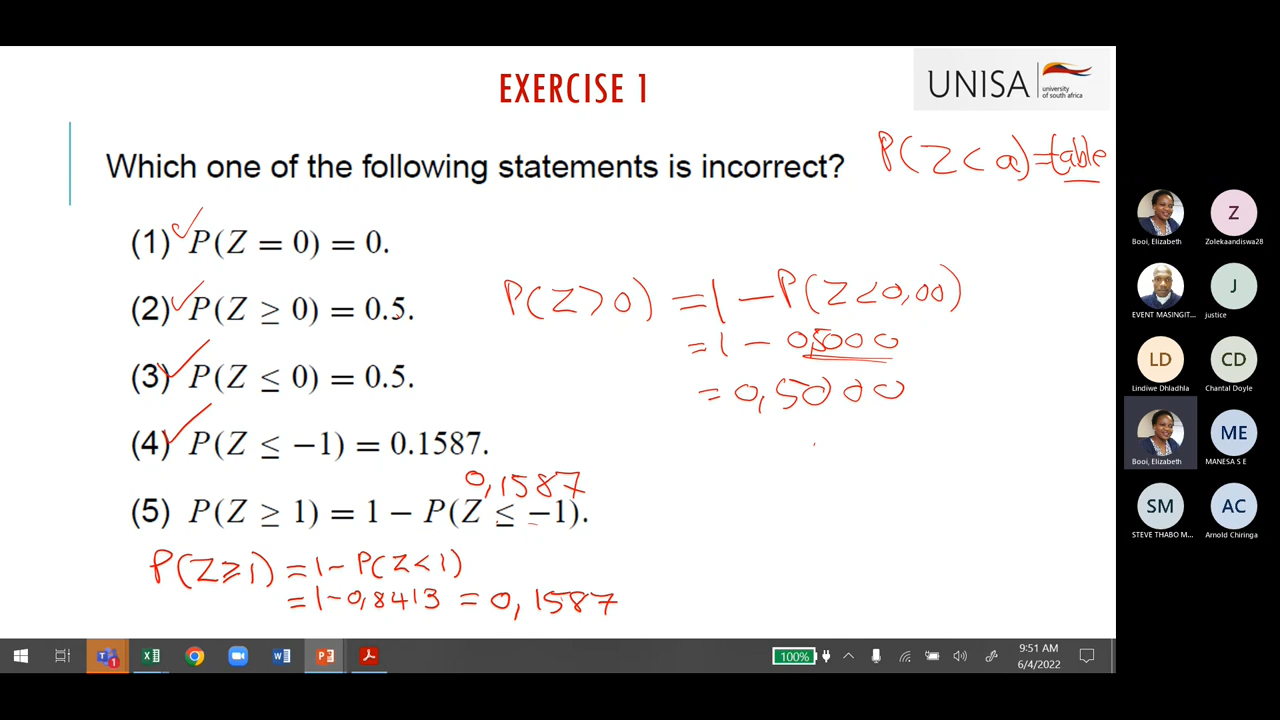 EXERCISE 1
UNISA
university
of south africa
Which one of the following statements is incorrect?
P(Z < a) = table
(1) P(Z = 0) = 0.
(2) P(Z ≥ 0) = 0.5.
P(Z > 0) = 1 − P(Z < 0,00)
= 1 − 0,5000
= 0,5000
(3) P(Z ≤ 0) = 0.5.
(4) P(Z ≤ −1) = 0.1587.
0,1587
(5) P(Z ≥ 1) = 1 − P(Z ≤ −1).
P(Z ≥ 1) = 1 − P(Z < 1)
= 1 − 0,8413 = 0,1587
Booi, Elizabeth
Z
Zolekaandiswa28
EVENT MASINGIT...
J
justice
LD
Lindiwe Dhladhla
CD
Chantal Doyle
Booi, Elizabeth
ME
MANESA S E
SM
STEVE THABO M...
AC
Arnold Chiringa
1
100%
9:51 AM
6/4/2022